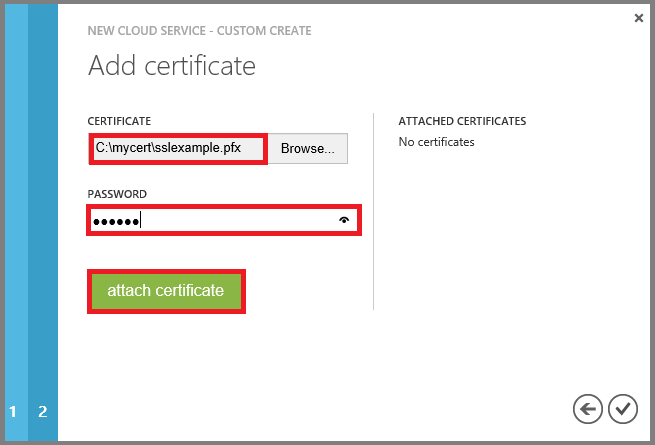 NEW CLOUD SERVICE - CUSTOM CREATE
Add certificate
CERTIFICATE
C:\mycert\sslexample.pfx
Browse...
PASSWORD
●●●●●●
attach certificate
ATTACHED CERTIFICATES
No certificates
1 2